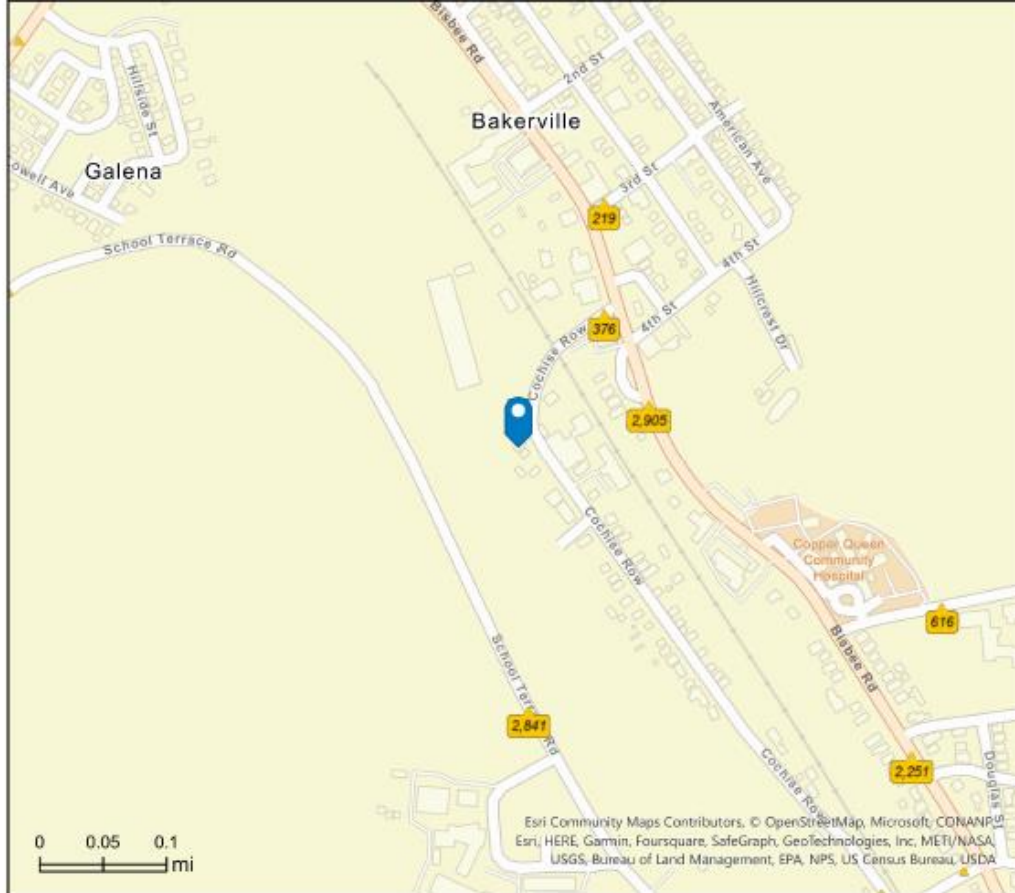 Bisbee Rd
2nd St
Hillside St
Bakerville
American Ave
Galena
3rd St
School Terrace Rd
219
4th St
Hillcrest Dr
376
4th St
Cochise Row
2,905
Cochise Row
Copper Queen
Community
Hospital
616
Bisbee Rd
School Terrace Rd
2,841
Cochise Row
2,251
Douglas St
0 0.05 0.1
mi
Esri Community Maps Contributors, © OpenStreetMap, Microsoft, CONANP,
Esri, HERE, Garmin, Foursquare, SafeGraph, GeoTechnologies, Inc, METI/NASA,
USGS, Bureau of Land Management, EPA, NPS, US Census Bureau, USDA